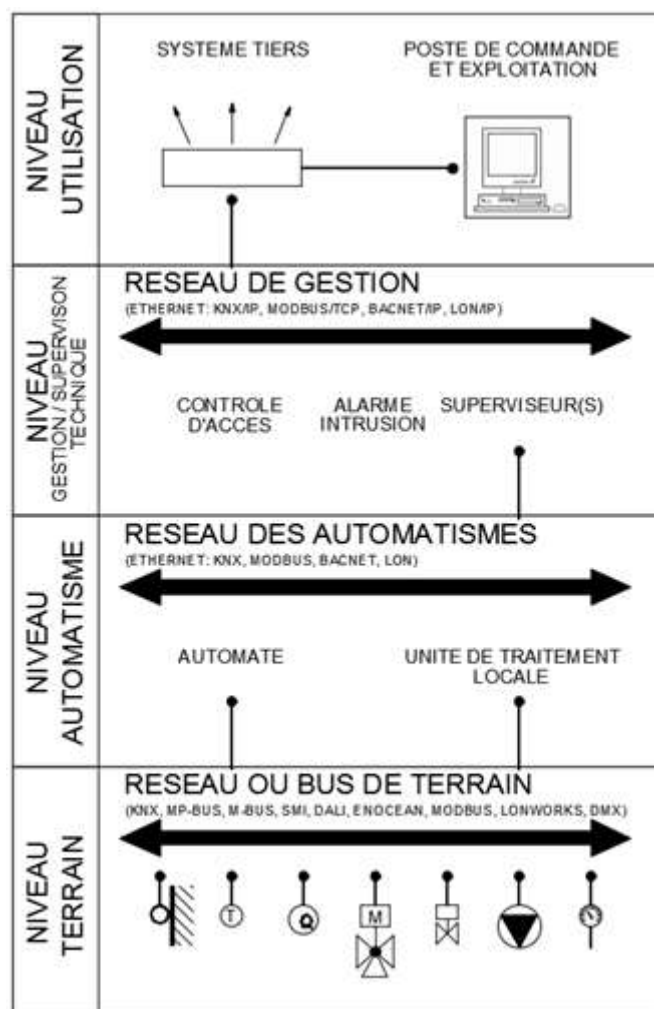 NIVEAU
UTILISATION
SYSTEME TIERS
POSTE DE COMMANDE
ET EXPLOITATION
NIVEAU
GESTION / SUPERVISON
TECHNIQUE
RESEAU DE GESTION
(ETHERNET: KNX/IP, MODBUS/TCP, BACNET/IP, LON/IP)
CONTROLE
D'ACCES
ALARME
INTRUSION
SUPERVISEUR(S)
NIVEAU
AUTOMATISME
RESEAU DES AUTOMATISMES
(ETHERNET: KNX, MODBUS, BACNET, LON)
AUTOMATE
UNITE DE TRAITEMENT
LOCALE
NIVEAU
TERRAIN
RESEAU OU BUS DE TERRAIN
(KNX, MP-BUS, M-BUS, SMI, DALI, ENOCEAN, MODBUS, LONWORKS, DMX)
T
Q
M